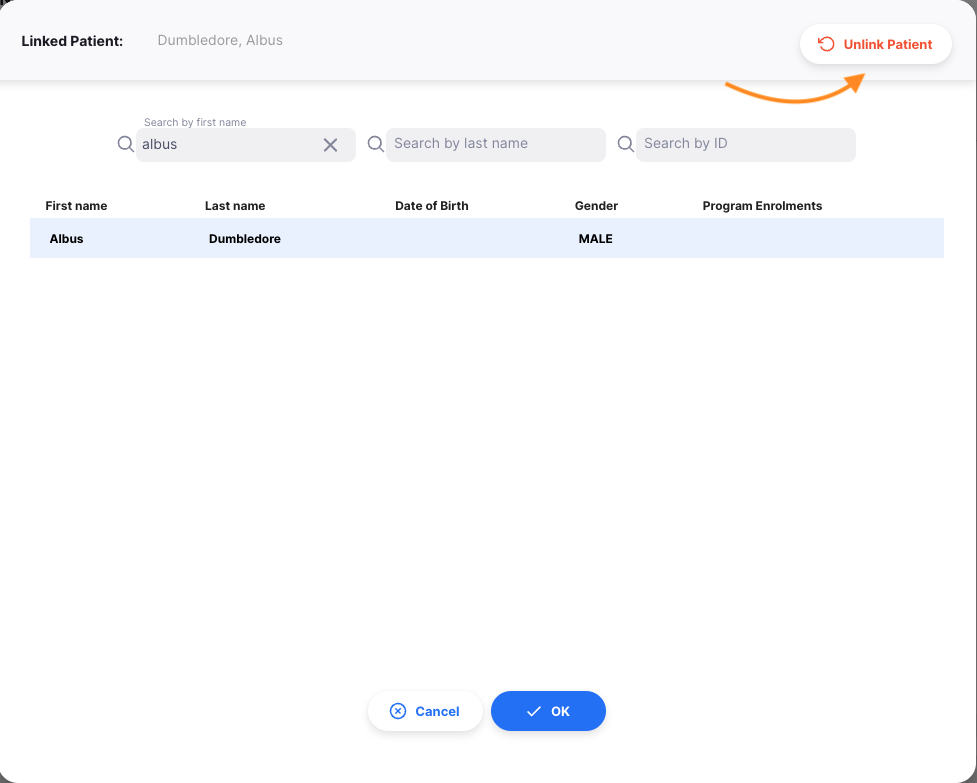 Linked Patient: Dumbledore, Albus Unlink Patient
Search by first name
albus Search by last name Search by ID
First name Last name Date of Birth Gender Program Enrolments
Albus Dumbledore MALE
Cancel OK